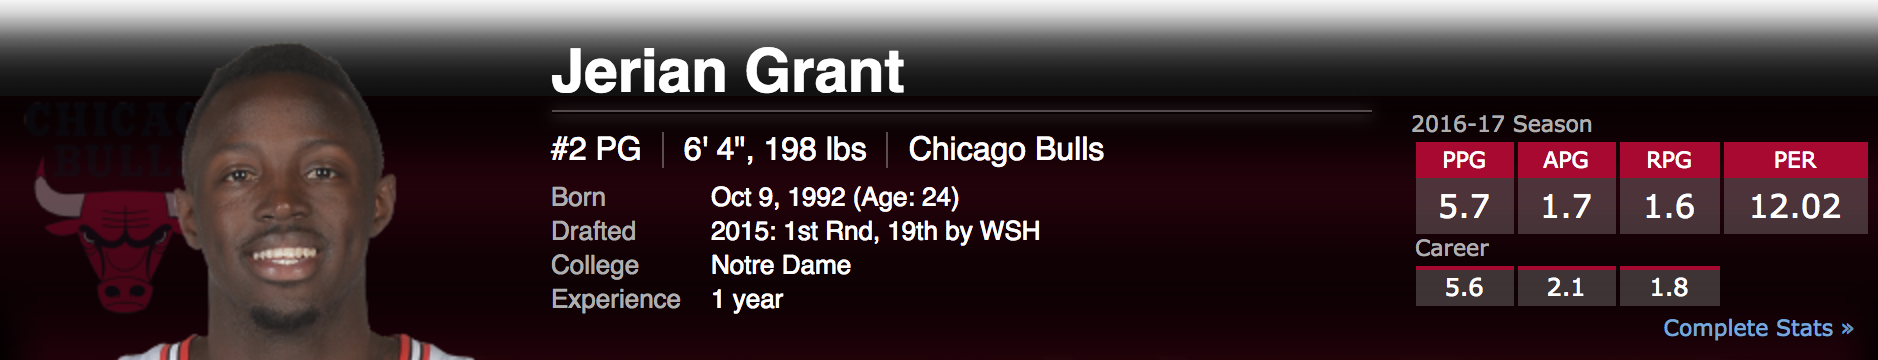 CHICAGO
BULLS
Jerian Grant
#2 PG 6' 4", 198 lbs Chicago Bulls
Born Oct 9, 1992 (Age: 24)
Drafted 2015: 1st Rnd, 19th by WSH
College Notre Dame
Experience 1 year
2016-17 Season
PPG APG RPG PER
5.7 1.7 1.6 12.02
Career
5.6 2.1 1.8
Complete Stats »